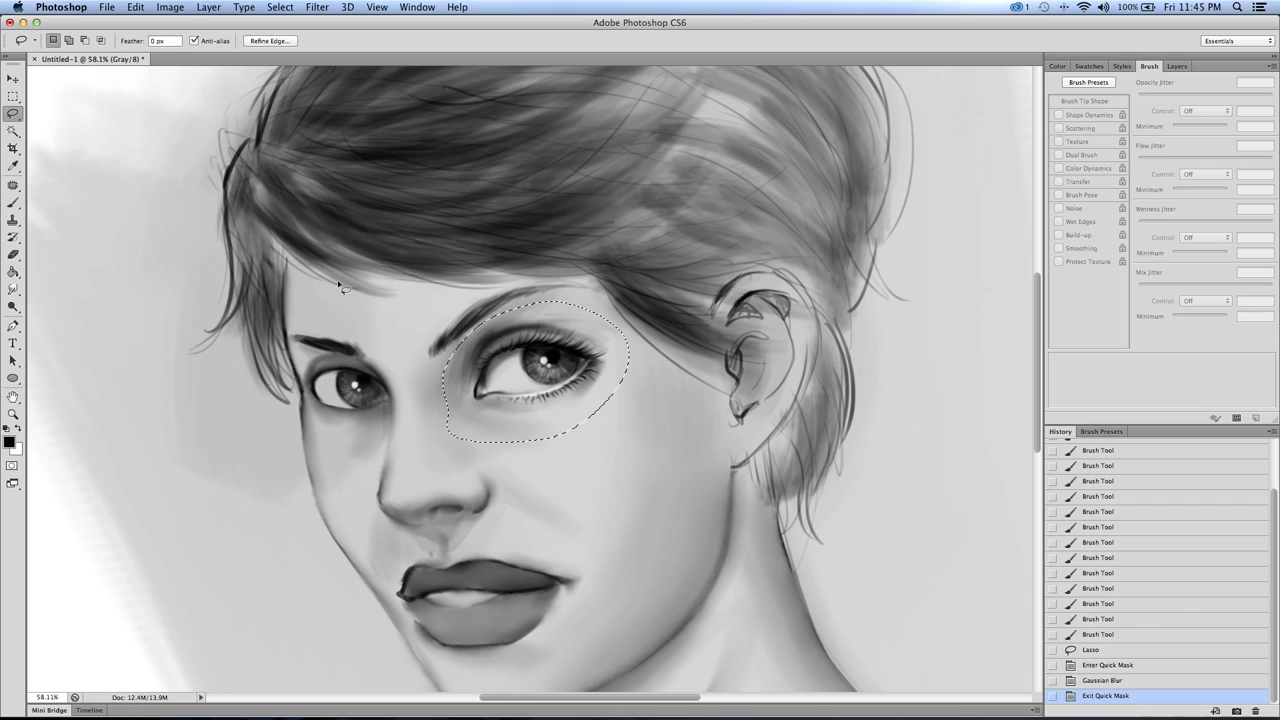 Photoshop File Edit Image Layer Type Select Filter 3D View Window Help
1 100% Fri 11:45 PM
Adobe Photoshop CS6
Feather: 0 px Anti-alias Refine Edge... Essentials
× Untitled-1 @ 58.1% (Gray/8) *
Color Swatches Styles Brush Layers
Brush Presets
Brush Tip Shape
Shape Dynamics
Scattering
Texture
Dual Brush
Color Dynamics
Transfer
Brush Pose
Noise
Wet Edges
Build-up
Smoothing
Protect Texture
Opacity Jitter
Control: Off
Minimum
Flow Jitter
Control: Off
Minimum
Wetness Jitter
Control: Off
Minimum
Mix Jitter
Control: Off
Minimum
History Brush Presets
Brush Tool
Brush Tool
Brush Tool
Brush Tool
Brush Tool
Brush Tool
Brush Tool
Brush Tool
Brush Tool
Brush Tool
Brush Tool
Brush Tool
Brush Tool
Lasso
Enter Quick Mask
Gaussian Blur
Exit Quick Mask
58.11% Doc: 12.4M/13.9M
Mini Bridge Timeline